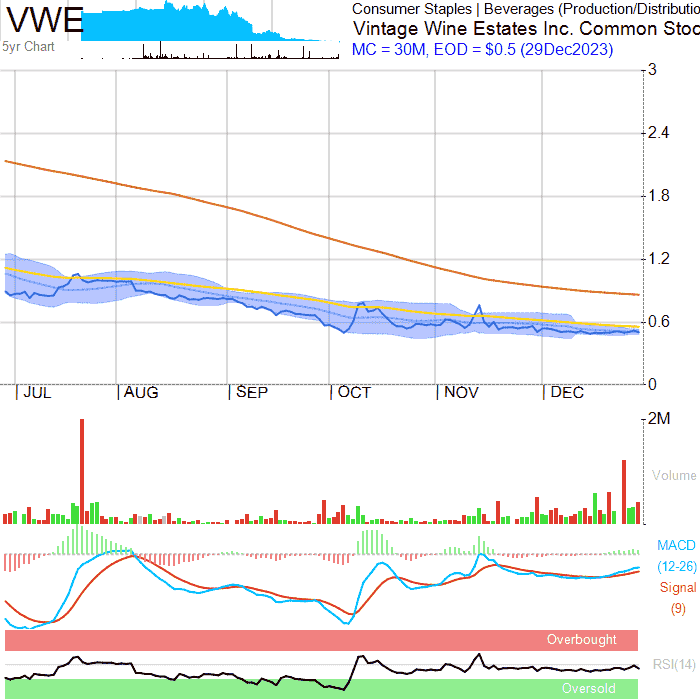 VWE
5yr Chart
Consumer Staples | Beverages (Production/Distributio
Vintage Wine Estates Inc. Common Stoc
MC = 30M, EOD = $0.5 (29Dec2023)
3
2.4
1.8
1.2
0.6
0
JUL AUG SEP OCT NOV DEC
2M
Volume
MACD
(12-26)
Signal
(9)
Overbought
RSI(14)
Oversold